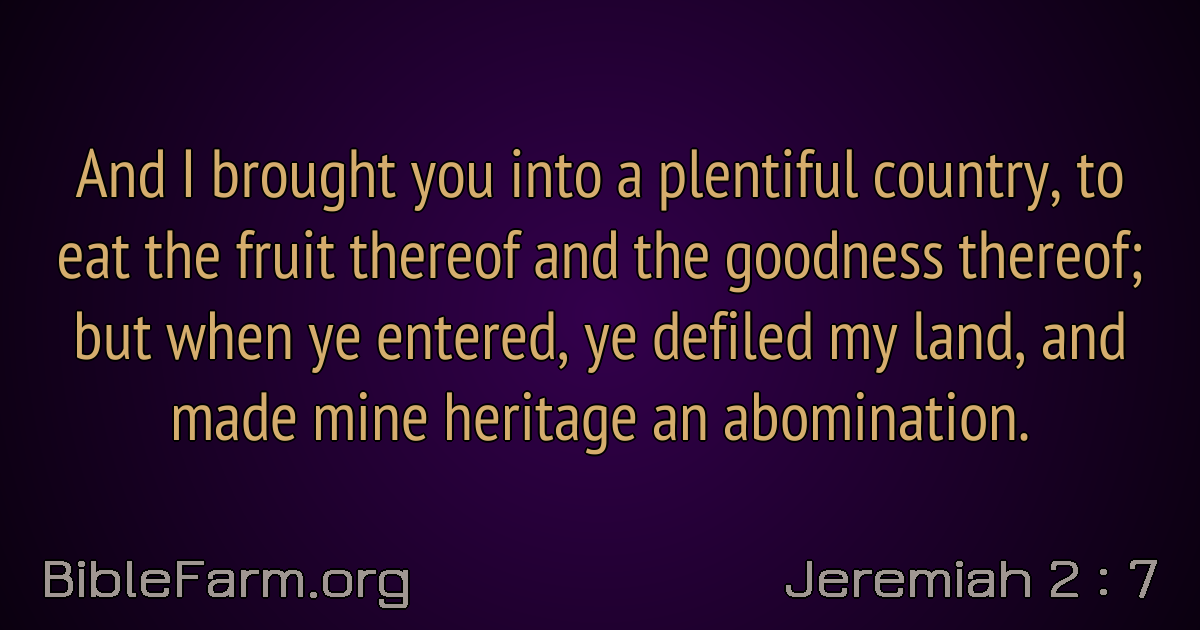 And I brought you into a plentiful country, to
eat the fruit thereof and the goodness thereof;
but when ye entered, ye defiled my land, and
made mine heritage an abomination.
BibleFarm.org
Jeremiah 2 : 7